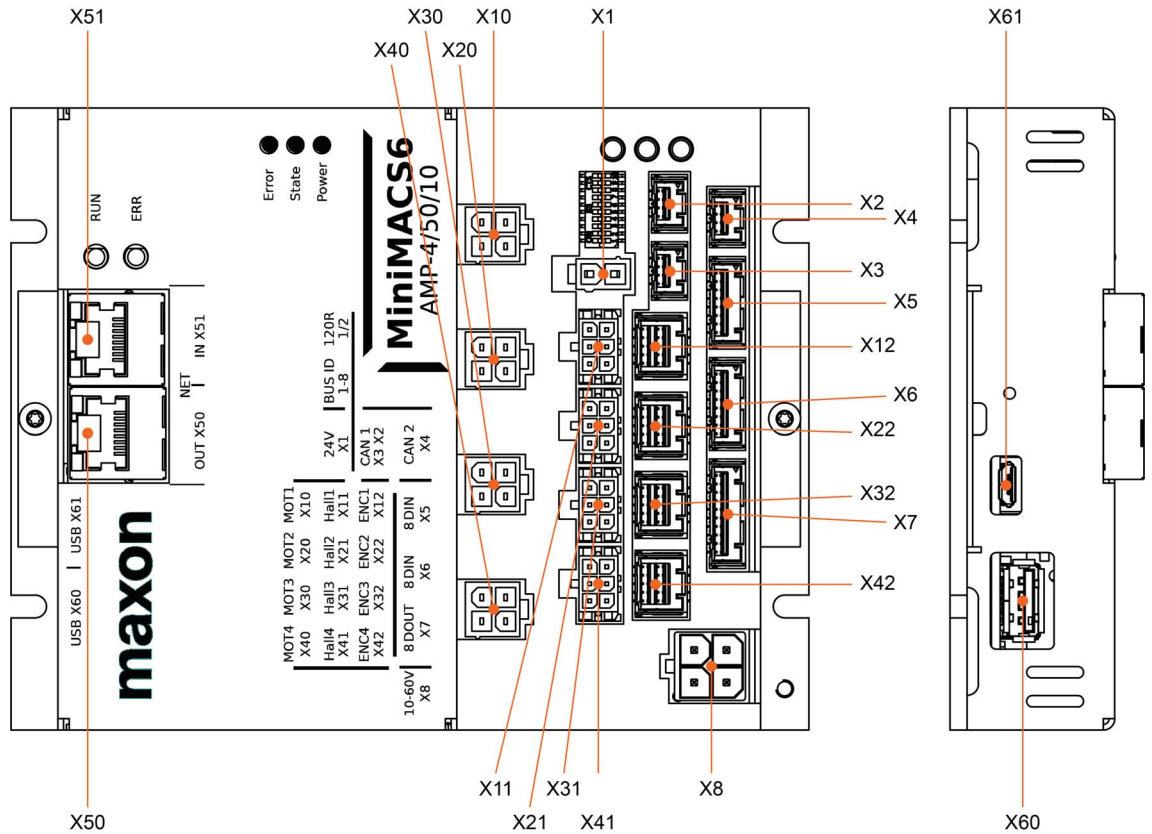 X51
X30
X10
X1
X61
X40
X20
Error
State
Power
MiniMACS6
AMP-4/50/10
RUN
ERR
IN X51
NET
OUT X50
120R
1/2
BUS ID
1-8
24V
X1
CAN 1
X3 X2
CAN 2
X4
MOT1
X10
Hall1
X11
ENC1
X12
8DIN
X5
MOT2
X20
Hall2
X21
ENC2
X22
8DIN
X6
MOT3
X30
Hall3
X31
ENC3
X32
8DOUT
X7
MOT4
X40
Hall4
X41
ENC4
X42
10-60V
X8
USB X61
USB X60
maxon
X2
X4
X3
X5
X12
X6
X22
X32
X7
X42
X11
X31
X8
X50
X21
X41
X60